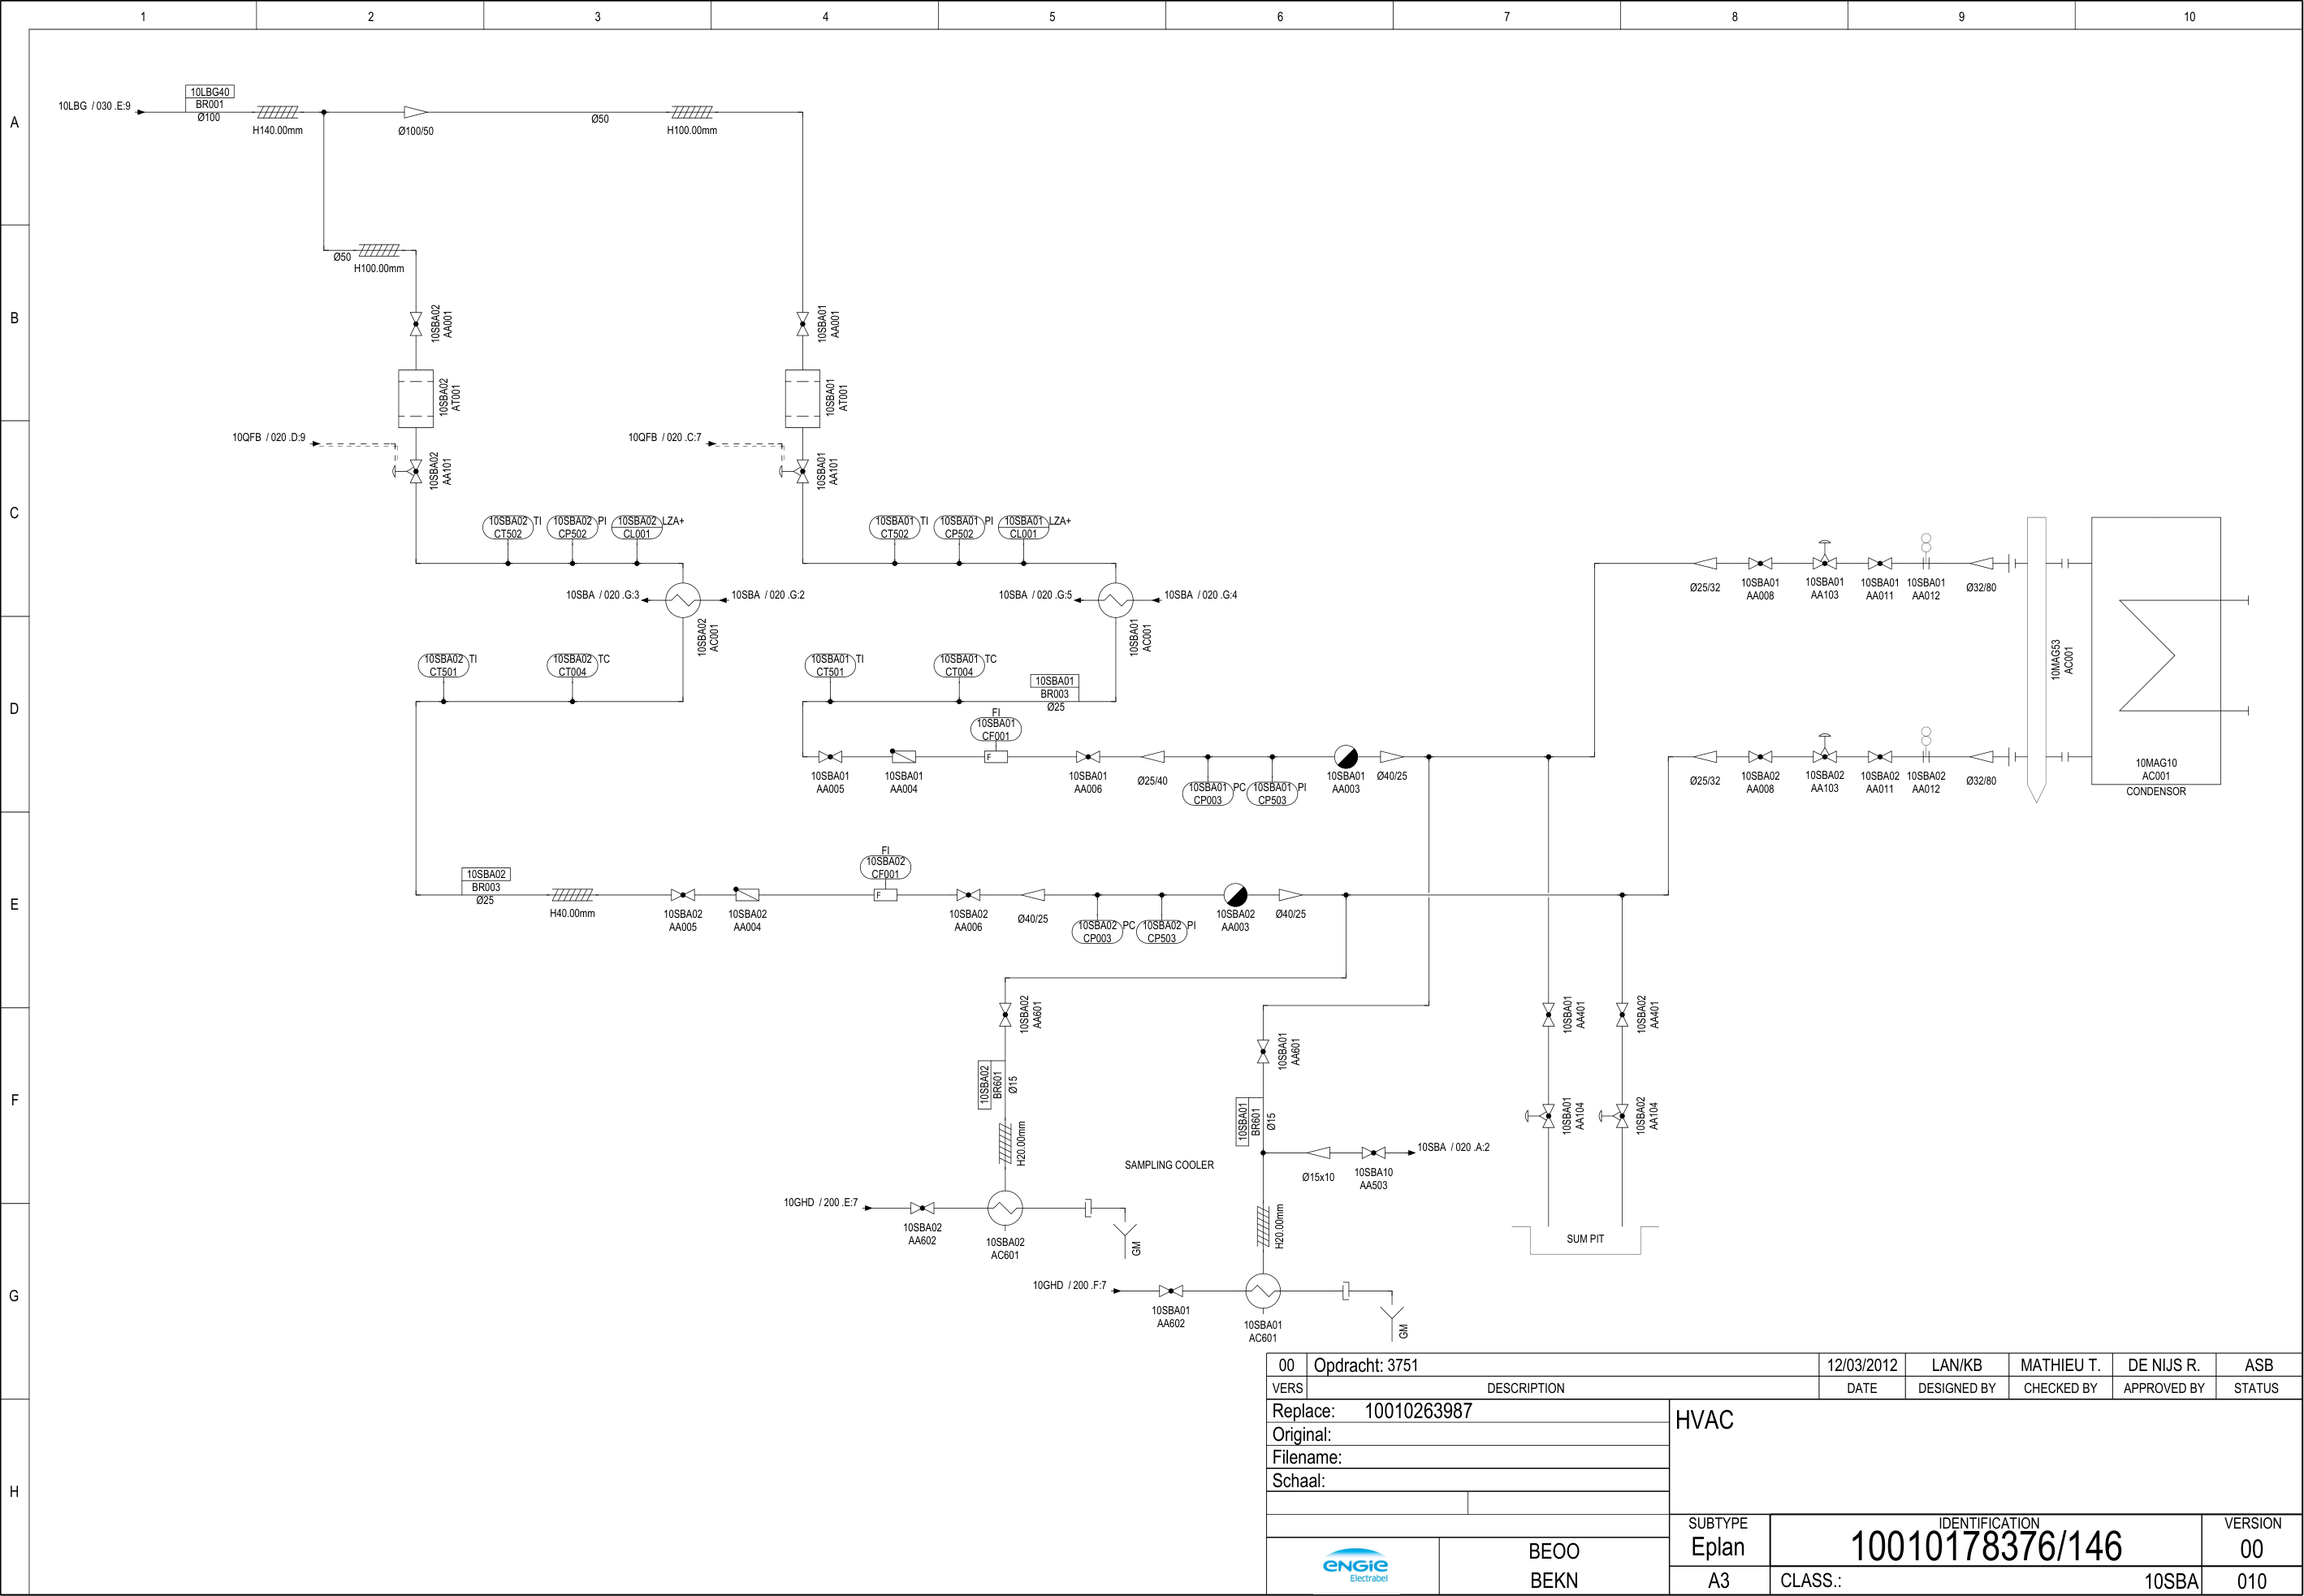 1 2 3 4 5 6 7 8 9 10
A
B
C
D
E
F
G
H
10LBG / 030 .E:9
10LBG40
BR001
Ø100
H140.00mm
Ø100/50
Ø50
H100.00mm
Ø50
H100.00mm
10SBA02
AA001
10SBA01
AA001
10SBA02
AT001
10SBA01
AT001
10QFB / 020 .D:9
10SBA02
AA101
10QFB / 020 .C:7
10SBA01
AA101
10SBA02 TI
CT502
10SBA02 PI
CP502
10SBA02 LZA+
CL001
10SBA01 TI
CT502
10SBA01 PI
CP502
10SBA01 LZA+
CL001
10SBA / 020 .G:3
10SBA / 020 .G:2
10SBA02
AC001
10SBA / 020 .G:5
10SBA / 020 .G:4
10SBA01
AC001
Ø25/32
10SBA01
AA008
10SBA01
AA103
10SBA01
AA011
10SBA01
AA012
Ø32/80
10MAG53
AC001
10SBA02 TI
CT501
10SBA02 TC
CT004
10SBA01 TI
CT501
10SBA01 TC
CT004
10SBA01
BR003
Ø25
FI
10SBA01
CF001
F
10SBA01
AA005
10SBA01
AA004
10SBA01
AA006
Ø25/40
10SBA01 PC
CP003
10SBA01 PI
CP503
10SBA01
AA003
Ø40/25
Ø25/32
10SBA02
AA008
10SBA02
AA103
10SBA02
AA011
10SBA02
AA012
Ø32/80
10MAG10
AC001
CONDENSOR
10SBA02
BR003
Ø25
H40.00mm
10SBA02
AA005
10SBA02
AA004
FI
10SBA02
CF001
F
10SBA02
AA006
Ø40/25
10SBA02 PC
CP003
10SBA02 PI
CP503
10SBA02
AA003
Ø40/25
10SBA02
AA601
10SBA01
AA601
10SBA01
AA401
10SBA02
AA401
10SBA02
BR601
Ø15
10SBA01
BR601
Ø15
10SBA01
AA104
10SBA02
AA104
H20.00mm
SAMPLING COOLER
Ø15x10
10SBA10
AA503
10SBA / 020 .A:2
10GHD / 200 .E:7
10SBA02
AA602
10SBA02
AC601
GM
H20.00mm
SUM PIT
10GHD / 200 .F:7
10SBA01
AA602
10SBA01
AC601
GM
00 Opdracht: 3751 12/03/2012 LAN/KB MATHIEU T. DE NIJS R. ASB
VERS DESCRIPTION DATE DESIGNED BY CHECKED BY APPROVED BY STATUS
Replace: 10010263987
Original:
Filename:
Schaal:
HVAC
SUBTYPE IDENTIFICATION VERSION
Eplan 10010178376/146 00
A3 CLASS.: 10SBA 010
ENGIE
Electrabel
BEOO
BEKN